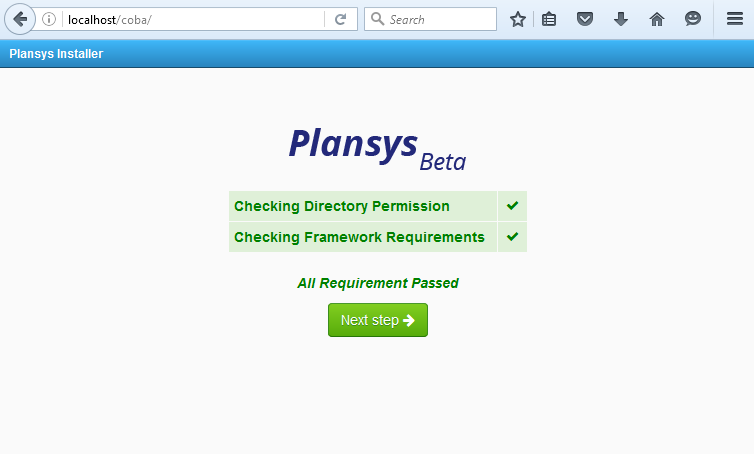 localhost/coba/
Search
Plansys Installer
Plansys Beta
Checking Directory Permission
Checking Framework Requirements
All Requirement Passed
Next step